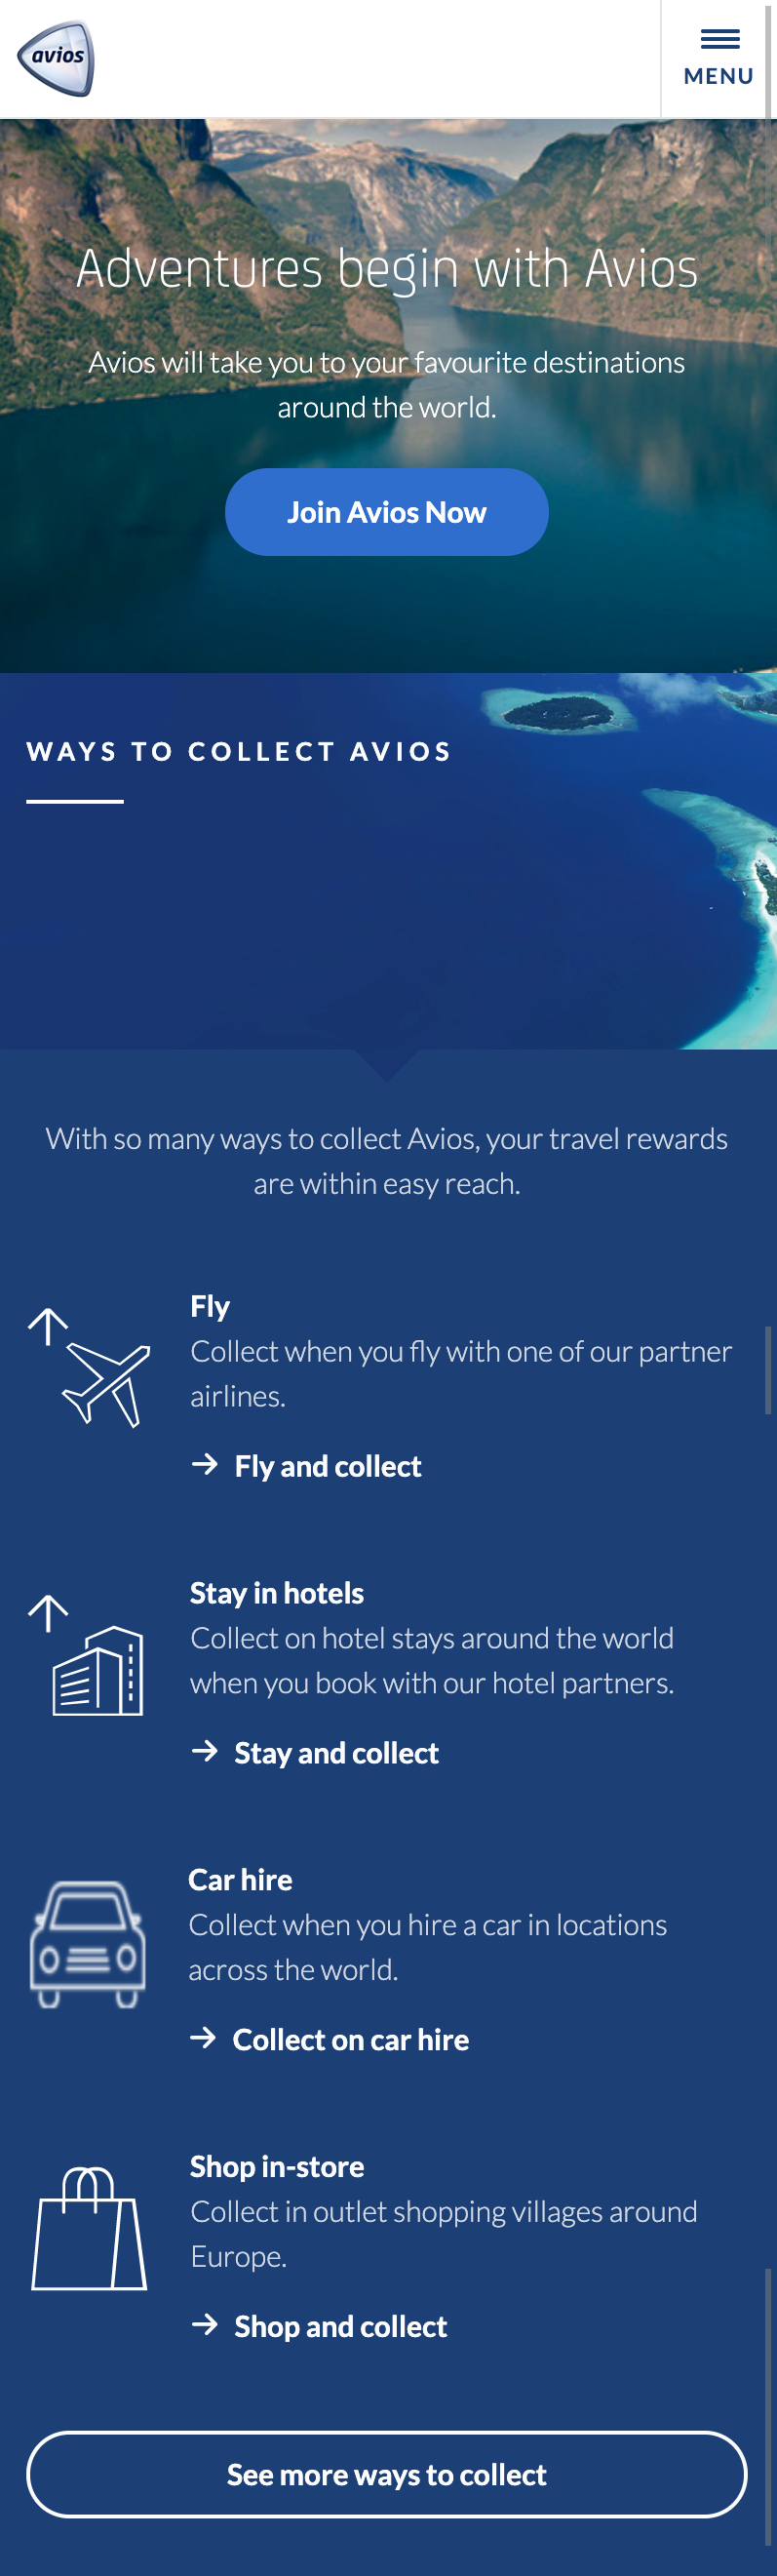 avios
MENU
Adventures begin with Avios
Avios will take you to your favourite destinations
around the world.
Join Avios Now
WAYS TO COLLECT AVIOS
With so many ways to collect Avios, your travel rewards
are within easy reach.
Fly
Collect when you fly with one of our partner
airlines.
→ Fly and collect
Stay in hotels
Collect on hotel stays around the world
when you book with our hotel partners.
→ Stay and collect
Car hire
Collect when you hire a car in locations
across the world.
→ Collect on car hire
Shop in-store
Collect in outlet shopping villages around
Europe.
→ Shop and collect
See more ways to collect